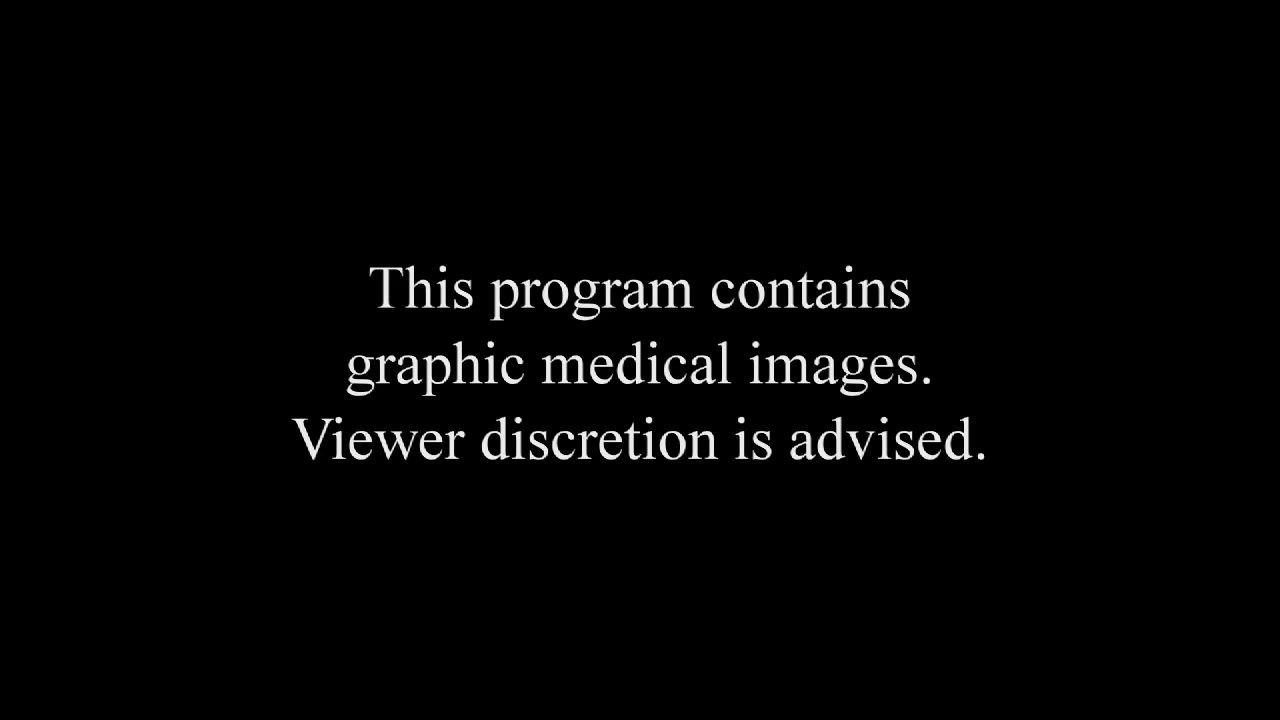 This program contains
graphic medical images.
Viewer discretion is advised.